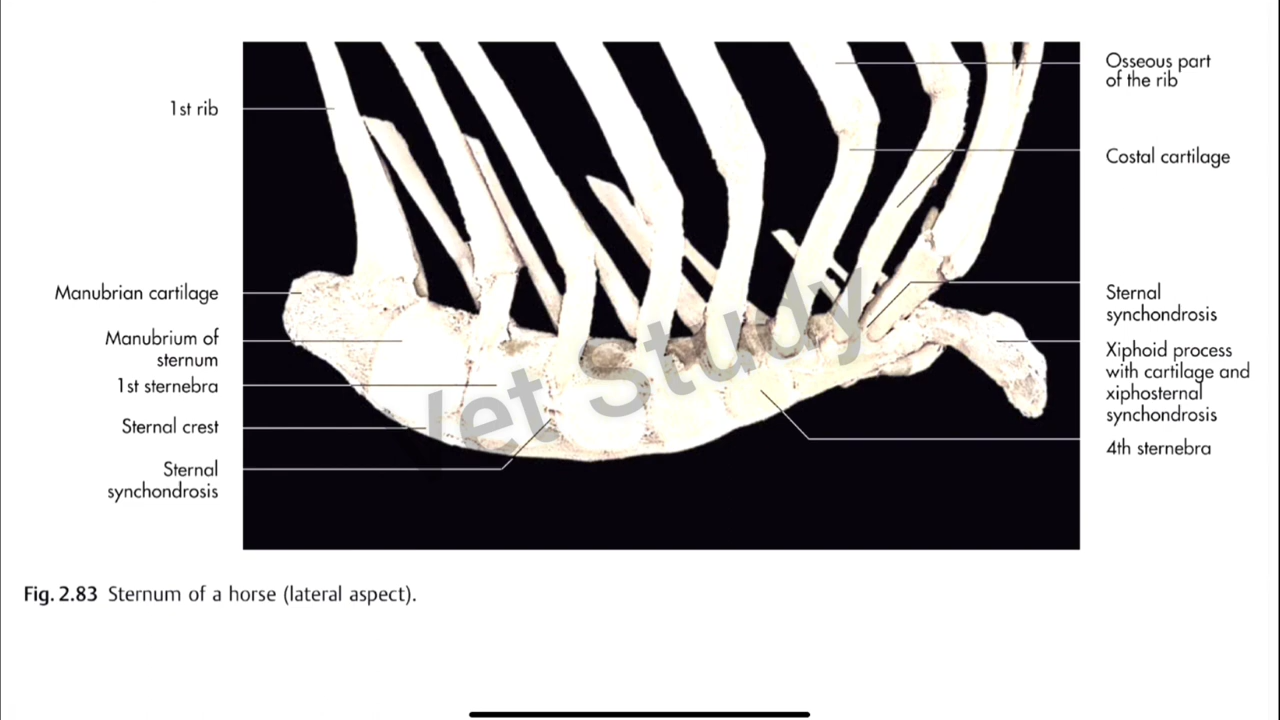 1st rib
Manubrian cartilage
Manubrium of
sternum
1st sternebra
Sternal crest
Sternal
synchondrosis
Osseous part
of the rib
Costal cartilage
Sternal
synchondrosis
Xiphoid process
with cartilage and
xiphosternal
synchondrosis
4th sternebra
Vet Study
Fig. 2.83 Sternum of a horse (lateral aspect).